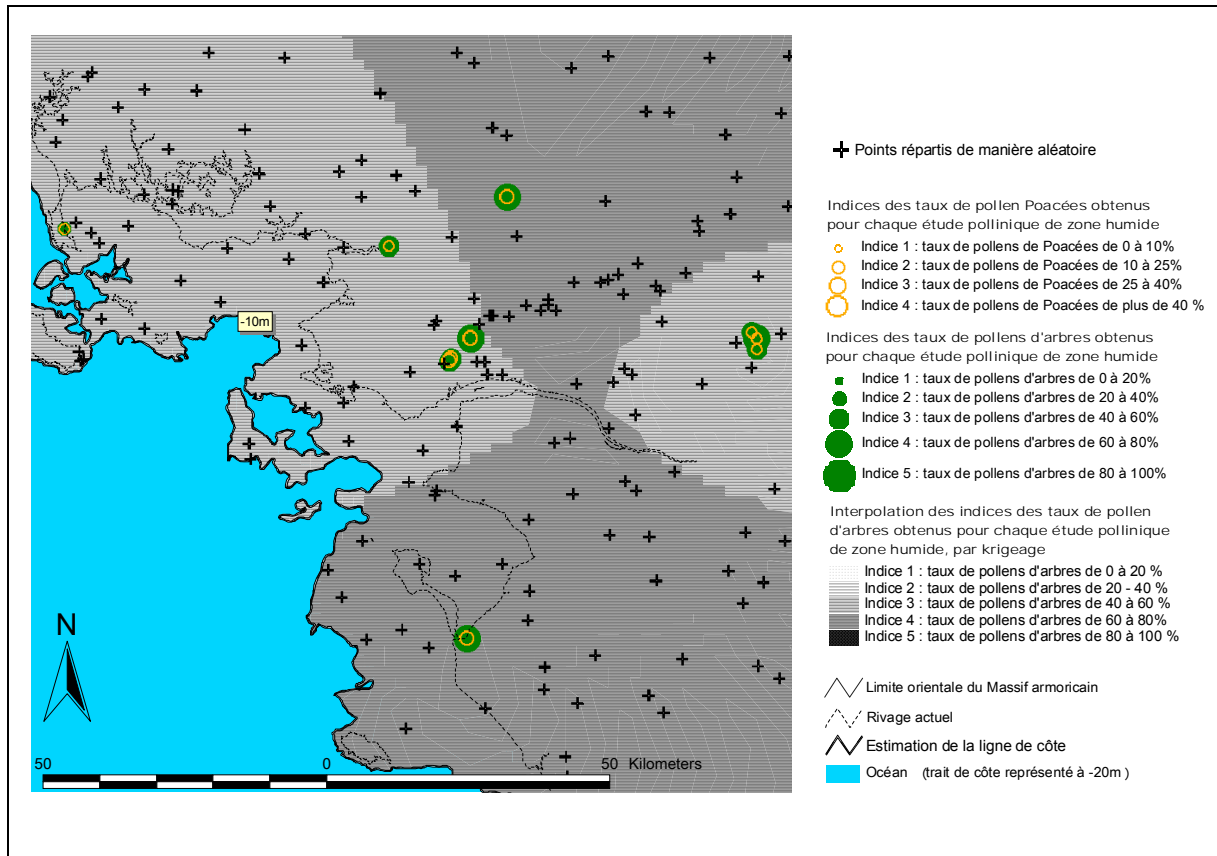 -10m
N
50 0 50 Kilometers
Points répartis de manière aléatoire
Indices des taux de pollen Poacées obtenus
pour chaque étude pollinique de zone humide
Indice 1 : taux de pollens de Poacées de 0 à 10%
Indice 2 : taux de pollens de Poacées de 10 à 25%
Indice 3 : taux de pollens de Poacées de 25 à 40%
Indice 4 : taux de pollens de Poacées de plus de 40 %
Indices des taux de pollens d'arbres obtenus
pour chaque étude pollinique de zone humide
Indice 1 : taux de pollens d'arbres de 0 à 20%
Indice 2 : taux de pollens d'arbres de 20 à 40%
Indice 3 : taux de pollens d'arbres de 40 à 60%
Indice 4 : taux de pollens d'arbres de 60 à 80%
Indice 5 : taux de pollens d'arbres de 80 à 100%
Interpolation des indices des taux de pollen
d'arbres obtenus pour chaque étude pollinique
de zone humide, par krigeage
Indice 1 : taux de pollens d'arbres de 0 à 20 %
Indice 2 : taux de pollens d'arbres de 20 - 40 %
Indice 3 : taux de pollens d'arbres de 40 à 60 %
Indice 4 : taux de pollens d'arbres de 60 à 80%
Indice 5 : taux de pollens d'arbres de 80 à 100 %
Limite orientale du Massif armoricain
Rivage actuel
Estimation de la ligne de côte
Océan (trait de côte représenté à -20m )